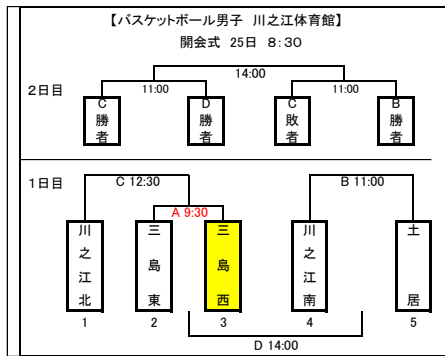 【バスケットボール男子 川之江体育館】
開会式 25日 8:30
14:00
2日目
11:00
11:00
C勝者
D勝者
C敗者
B勝者
1日目
C 12:30
B 11:00
A 9:30
川之江北
三島東
三島西
川之江南
土居
1
2
3
4
5
D 14:00